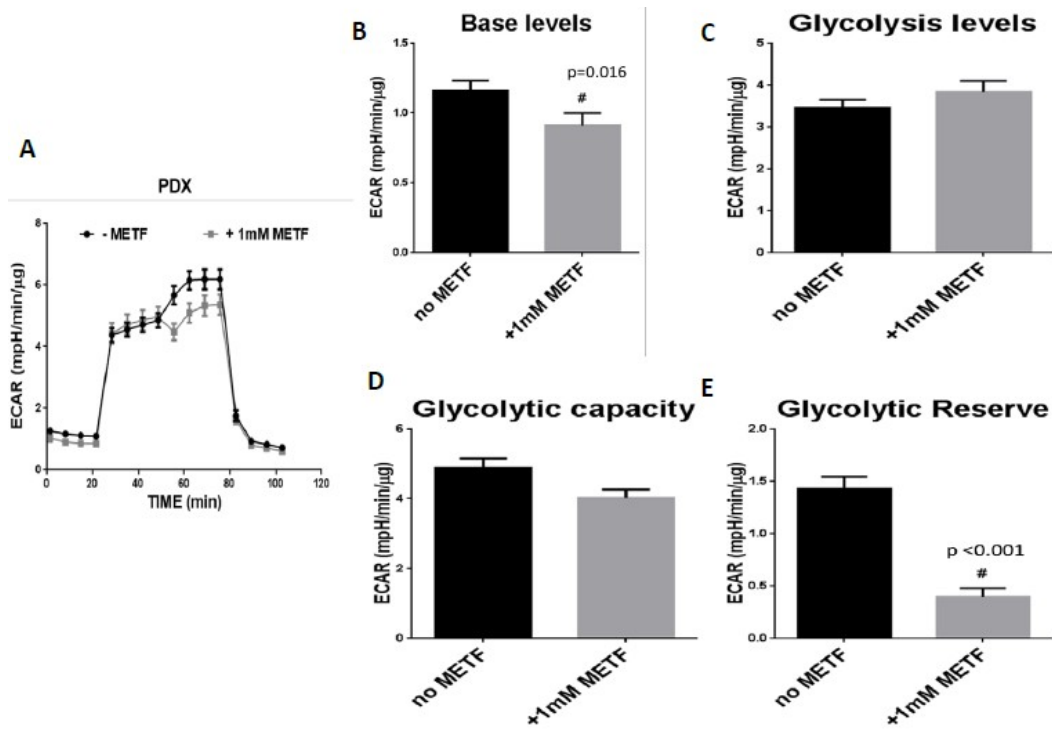 A
PDX
- METF
+ 1mM METF
ECAR (mpH/min/µg)
8
6
4
2
0
0
20
40
60
80
100
120
TIME (min)
B
Base levels
ECAR (mpH/min/µg)
1.5
1.0
0.5
0.0
p=0.016
#
no METF
+1mM METF
C
Glycolysis levels
ECAR (mpH/min/µg)
5
4
3
2
1
0
no METF
+1mM METF
D
Glycolytic capacity
ECAR (mpH/min/µg)
6
4
2
0
no METF
+1mM METF
E
Glycolytic Reserve
ECAR (mpH/min/µg)
2.0
1.5
1.0
0.5
0.0
p <0.001
#
no METF
+1mM METF